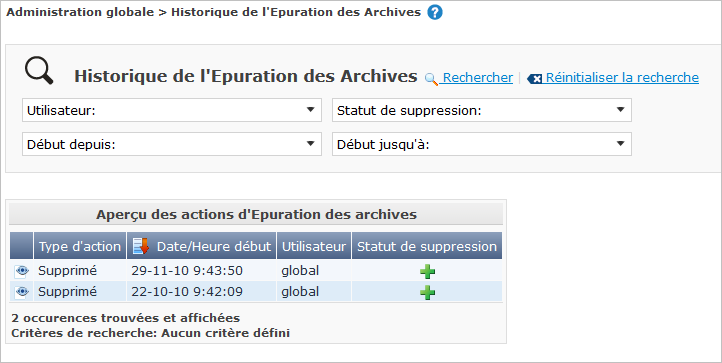 Administration globale > Historique de l'Epuration des Archives ?
Historique de l'Epuration des Archives Rechercher | Réinitialiser la recherche
Utilisateur: Statut de suppression:
Début depuis: Début jusqu'à:
Aperçu des actions d'Epuration des archives
Type d'action Date/Heure début Utilisateur Statut de suppression
Supprimé 29-11-10 9:43:50 global
Supprimé 22-10-10 9:42:09 global
2 occurences trouvées et affichées
Critères de recherche: Aucun critère défini